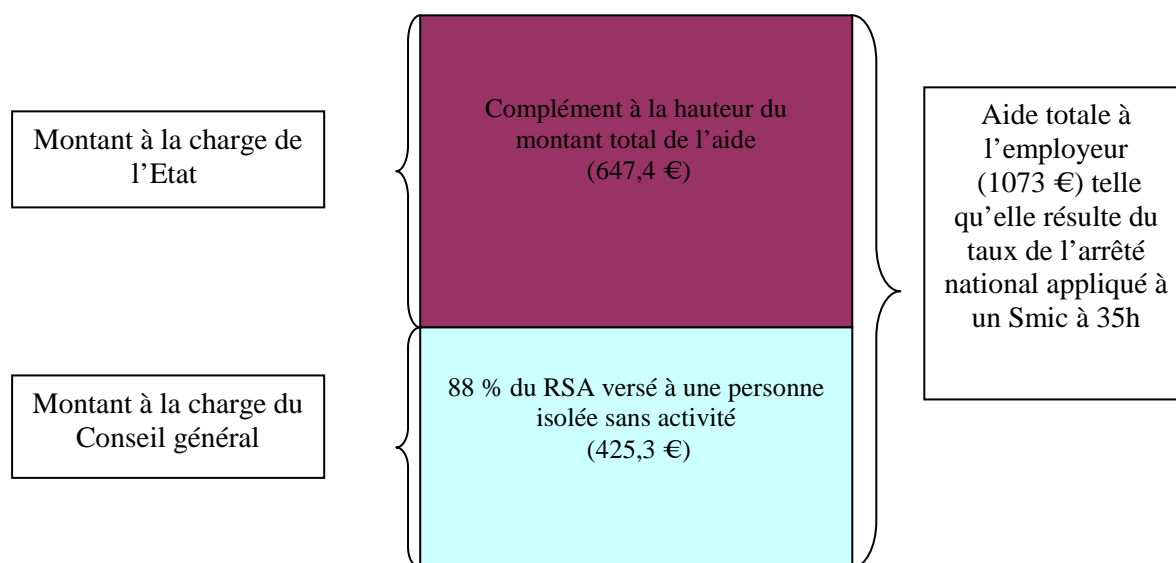 Montant à la charge de
l’Etat
Complément à la hauteur du
montant total de l’aide
(647,4 €)
Aide totale à
l’employeur
(1073 €) telle
qu’elle résulte du
taux de l’arrêté
national appliqué à
un Smic à 35h
Montant à la charge du
Conseil général
88 % du RSA versé à une personne
isolée sans activité
(425,3 €)